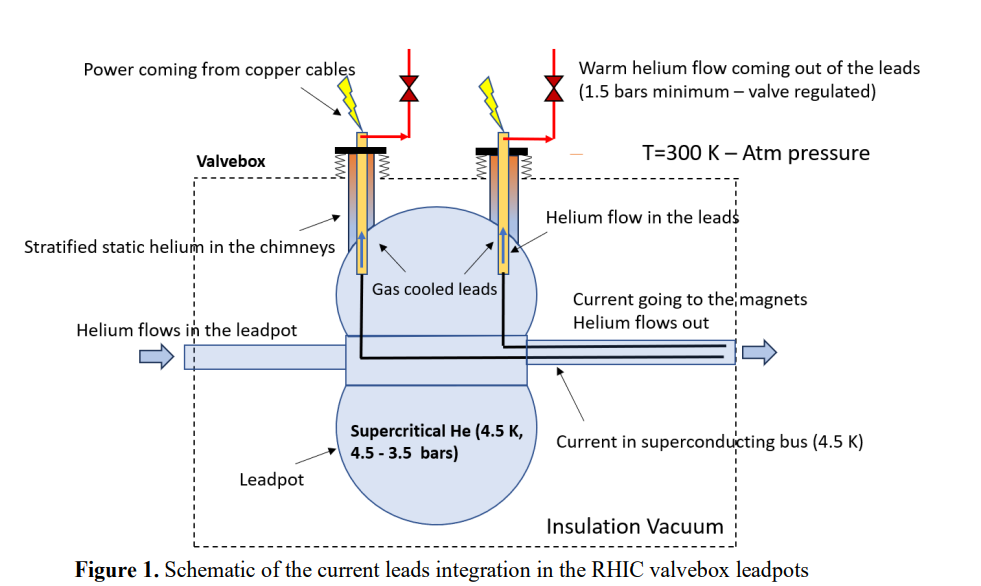 Power coming from copper cables
Warm helium flow coming out of the leads
(1.5 bars minimum – valve regulated)
T=300 K – Atm pressure
Valvebox
Helium flow in the leads
Stratified static helium in the chimneys
Gas cooled leads
Current going to the magnets
Helium flows out
Helium flows in the leadpot
Supercritical He (4.5 K,
4.5 - 3.5 bars)
Current in superconducting bus (4.5 K)
Leadpot
Insulation Vacuum
Figure 1. Schematic of the current leads integration in the RHIC valvebox leadpots